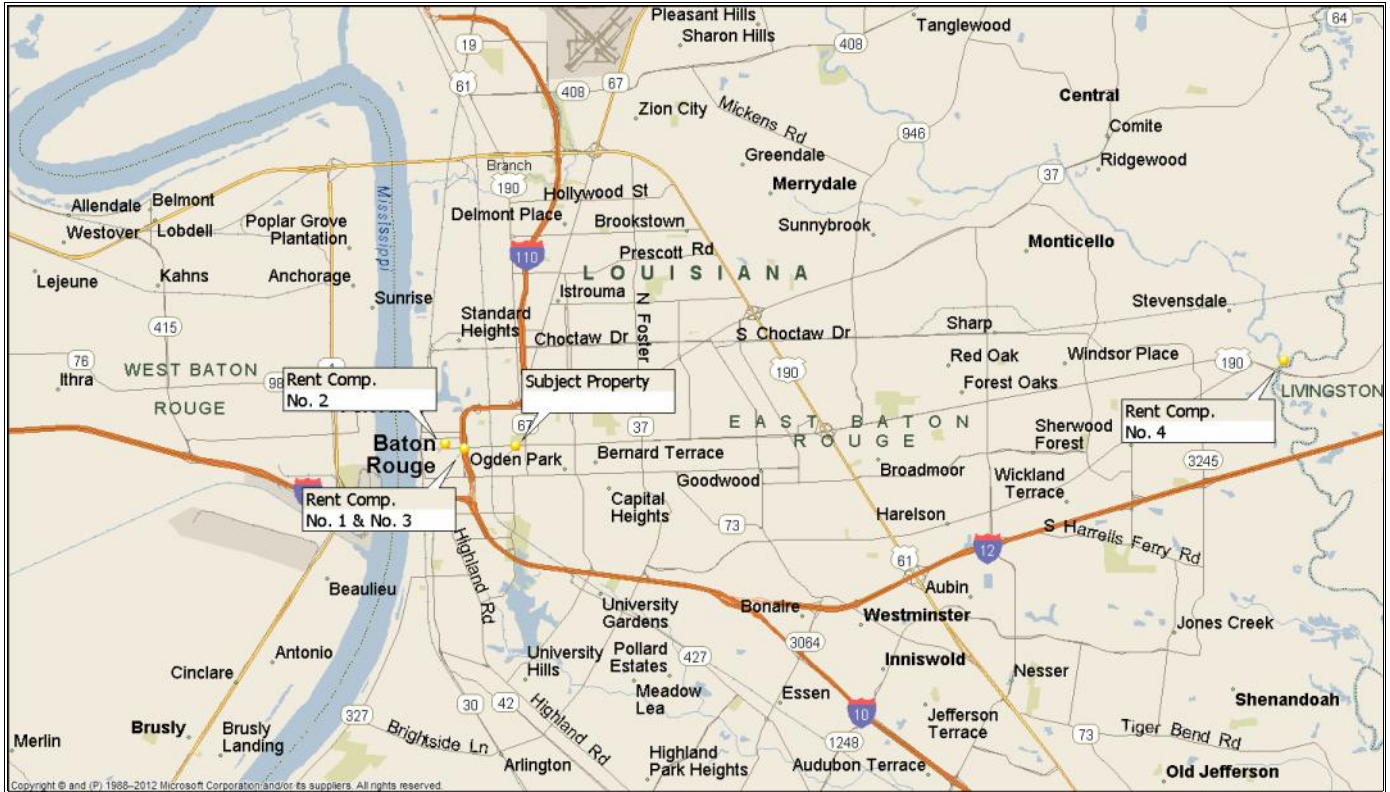 Pleasant Hills
Sharon Hills
Tanglewood
64
19
408
61
67
408
Zion City
Mickens Rd
Central
Comite
946
Ridgewood
Greendale
37
Branch
190
Hollywood St
Merrydale
Allendale
Belmont
Delmont Place
Brookstown
Sunnybrook
Westover
Lobdell
Poplar Grove
Plantation
Mississippi
Prescott Rd
Monticello
110
LOUISIANA
Lejeune
Kahns
Anchorage
Sunrise
Istrouma
N Foster
Stevensdale
Standard
Heights
415
Choctaw Dr
S Choctaw Dr
Sharp
76
Ithra
WEST BATON
ROUGE
98
Rent Comp.
No. 2
Subject Property
190
Red Oak
Windsor Place
190
Forest Oaks
LIVINGSTON
Rent Comp.
No. 4
67
37
EAST BATON
ROUGE
Sherwood
Forest
Baton
Rouge
Ogden Park
Bernard Terrace
Broadmoor
3245
Goodwood
Wickland
Terrace
Rent Comp.
No. 1 & No. 3
Capital
Heights
Harelson
73
S Harrells Ferry Rd
Highland Rd
12
61
Aubin
Beaulieu
University
Gardens
Bonaire
Westminster
3064
Jones Creek
Antonio
University
Hills
Pollard
Estates
427
Inniswold
Nesser
Cinclare
Meadow
Lea
Essen
Shenandoah
30
42
Highland Rd
10
Jefferson
Terrace
327
Brusly
Brusly
Landing
Brightside Ln
73
Tiger Bend Rd
Merlin
1248
Highland
Park Heights
Arlington
Audubon Terrace
Old Jefferson
Copyright © and (P) 1988–2012 Microsoft Corporation and/or its suppliers. All rights reserved.